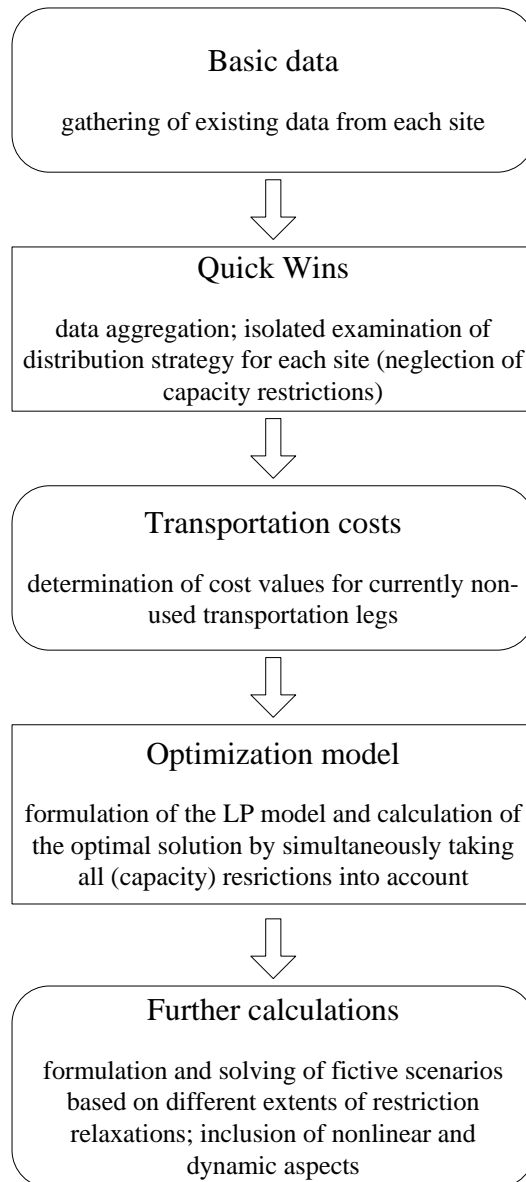 Basic data
gathering of existing data from each site
Quick Wins
data aggregation; isolated examination of
distribution strategy for each site (neglection of
capacity restrictions)
Transportation costs
determination of cost values for currently non-
used transportation legs
Optimization model
formulation of the LP model and calculation of
the optimal solution by simultaneously taking
all (capacity) resrictions into account
Further calculations
formulation and solving of fictive scenarios
based on different extents of restriction
relaxations; inclusion of nonlinear and
dynamic aspects